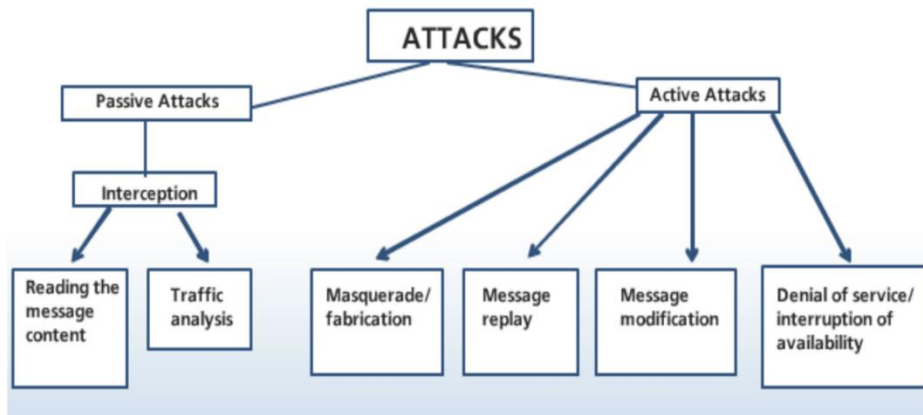 ATTACKS
Passive Attacks
Active Attacks
Interception
Reading the
message
content
Traffic
analysis
Masquerade/
fabrication
Message
replay
Message
modification
Denial of service/
interruption of
availability